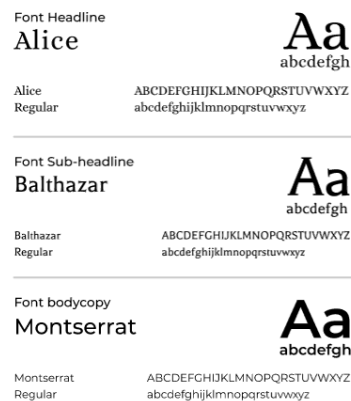 Font Headline
Alice
Aa
abcdefgh
Alice ABCDEFGHIJKLMNOPQRSTUVWXYZ
Regular abcdefghijklmnopqrstuvwxyz
Font Sub-headline
Balthazar
Aa
abcdefgh
Balthazar ABCDEFGHIJKLMNOPQRSTUVWXYZ
Regular abcdefghijklmnopqrstuvwxyz
Font bodycopy
Montserrat
Aa
abcdefgh
Montserrat ABCDEFGHIJKLMNOPQRSTUVWXYZ
Regular abcdefghijklmnopqrstuvwxyz